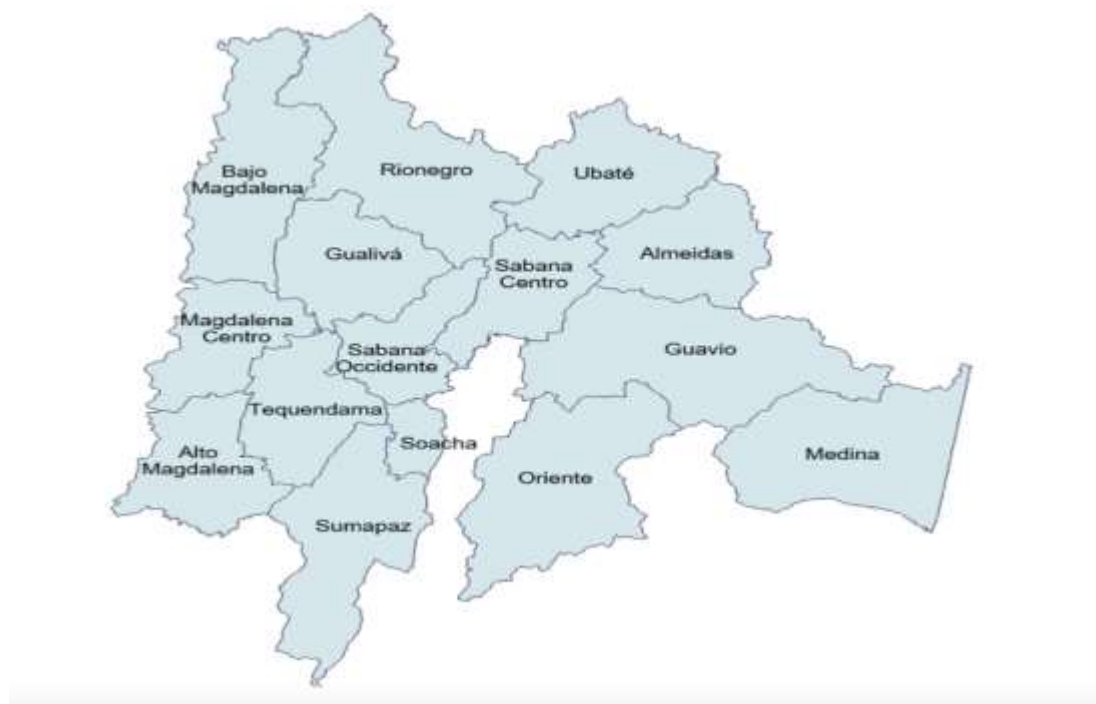 Rionegro
Bajo
Magdalena
Ubaté
Gualivá
Almeidas
Sabana
Centro
Magdalena
Centro
Sabana
Occidente
Guavio
Tequendama
Soacha
Alto
Magdalena
Medina
Oriente
Sumapaz